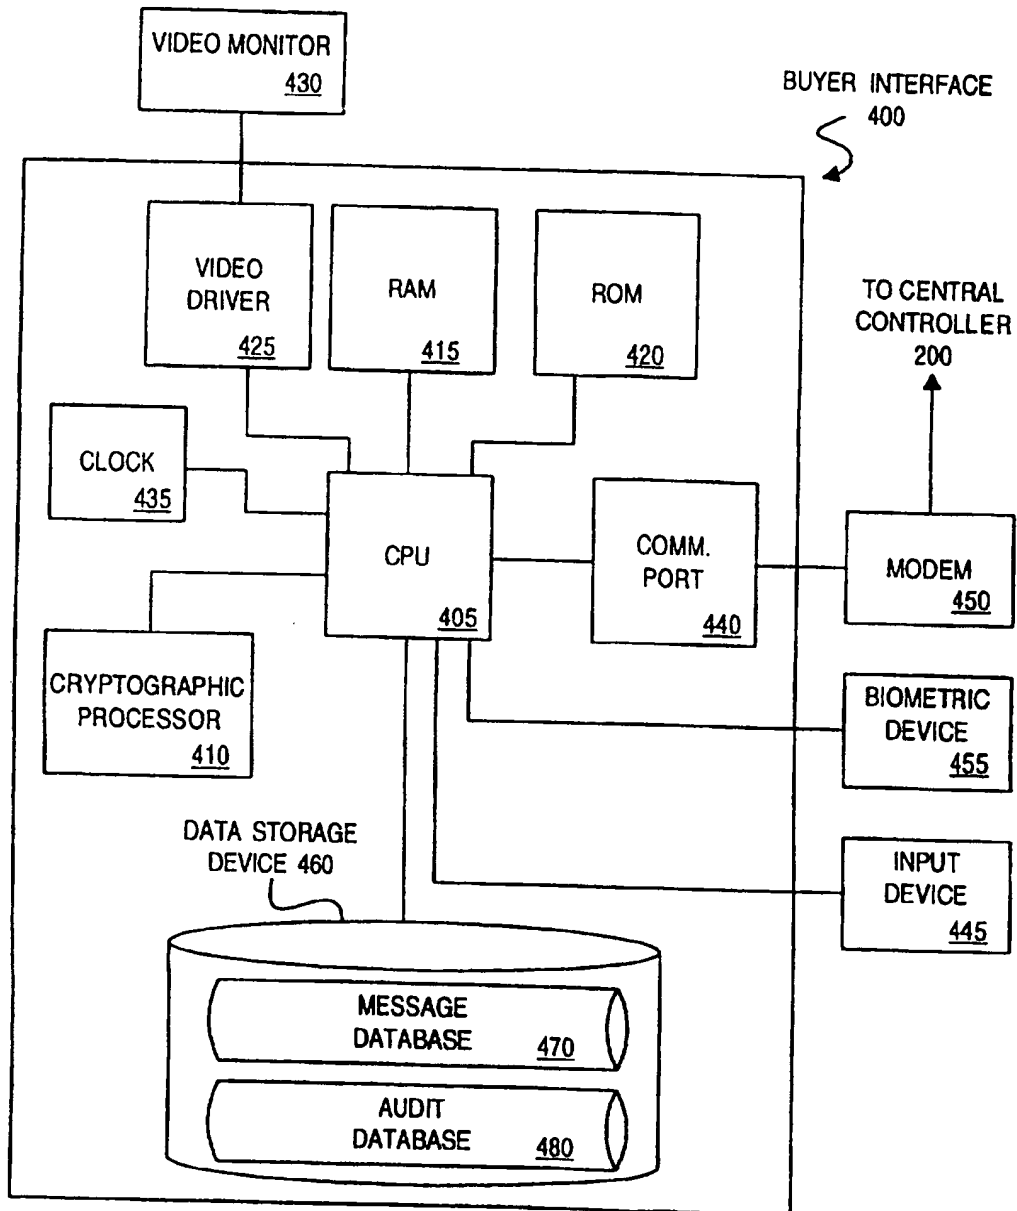 VIDEO MONITOR
430
BUYER INTERFACE
400
VIDEO
DRIVER
425
RAM
415
ROM
420
TO CENTRAL
CONTROLLER
200
CLOCK
435
CPU
405
COMM.
PORT
440
MODEM
450
CRYPTOGRAPHIC
PROCESSOR
410
BIOMETRIC
DEVICE
455
DATA STORAGE
DEVICE 460
INPUT
DEVICE
445
MESSAGE
DATABASE
470
AUDIT
DATABASE
480